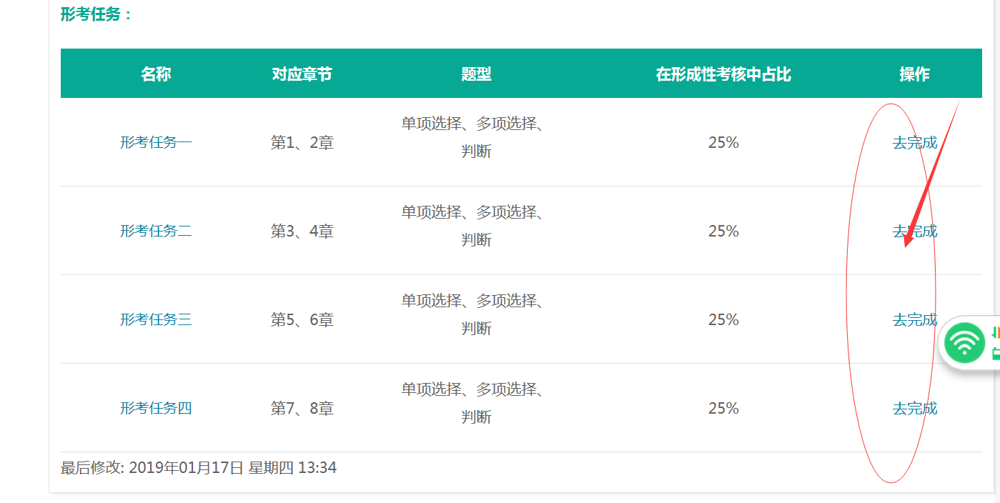 形考任务：
名称 对应章节 题型 在形成性考核中占比 操作
形考任务一 第1、2章 单项选择、多项选择、 25% 去完成
判断
形考任务二 第3、4章 单项选择、多项选择、 25% 去完成
判断
形考任务三 第5、6章 单项选择、多项选择、 25% 去完成
判断
形考任务四 第7、8章 单项选择、多项选择、 25% 去完成
判断
最后修改: 2019年01月17日 星期四 13:34